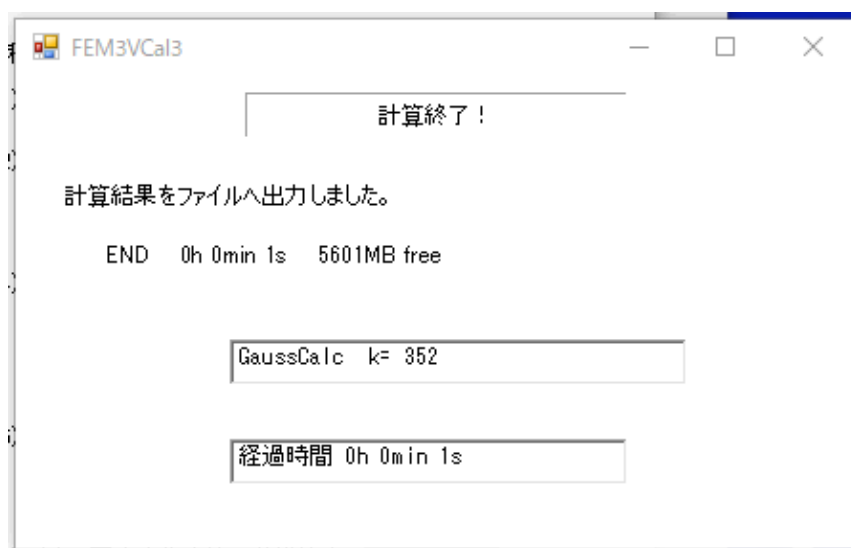 FEM3VCal3
計算終了！
計算結果をファイルへ出力しました。
END 0h 0min 1s 5601MB free
GaussCalc k= 352
経過時間 0h 0min 1s